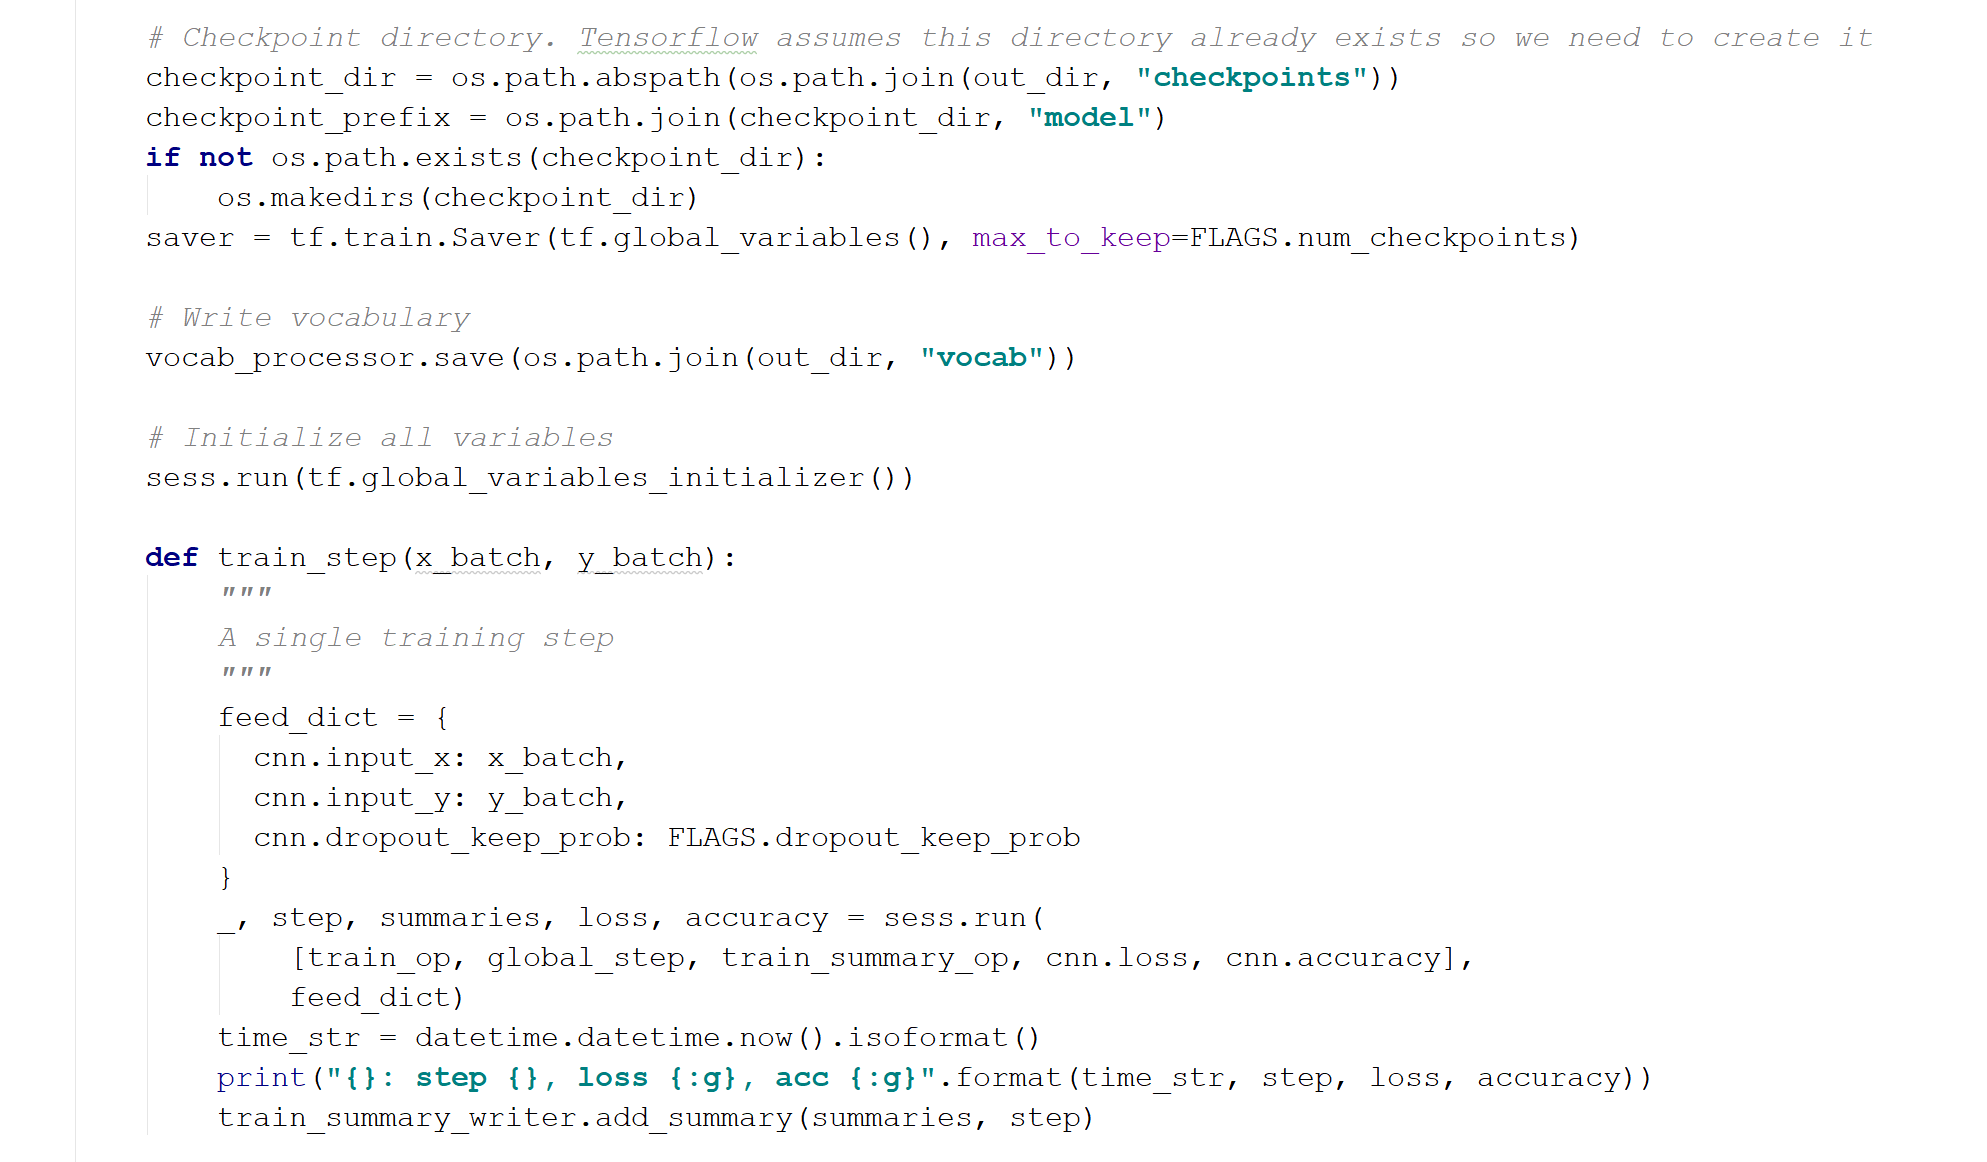 # Checkpoint directory. Tensorflow assumes this directory already exists so we need to create it
checkpoint_dir = os.path.abspath(os.path.join(out_dir, "checkpoints"))
checkpoint_prefix = os.path.join(checkpoint_dir, "model")
if not os.path.exists(checkpoint_dir):
    os.makedirs(checkpoint_dir)
saver = tf.train.Saver(tf.global_variables(), max_to_keep=FLAGS.num_checkpoints)

# Write vocabulary
vocab_processor.save(os.path.join(out_dir, "vocab"))

# Initialize all variables
sess.run(tf.global_variables_initializer())

def train_step(x_batch, y_batch):
    """
    A single training step
    """
    feed_dict = {
      cnn.input_x: x_batch,
      cnn.input_y: y_batch,
      cnn.dropout_keep_prob: FLAGS.dropout_keep_prob
    }
    _, step, summaries, loss, accuracy = sess.run(
        [train_op, global_step, train_summary_op, cnn.loss, cnn.accuracy],
        feed_dict)
    time_str = datetime.datetime.now().isoformat()
    print("{}: step {}, loss {:g}, acc {:g}".format(time_str, step, loss, accuracy))
    train_summary_writer.add_summary(summaries, step)